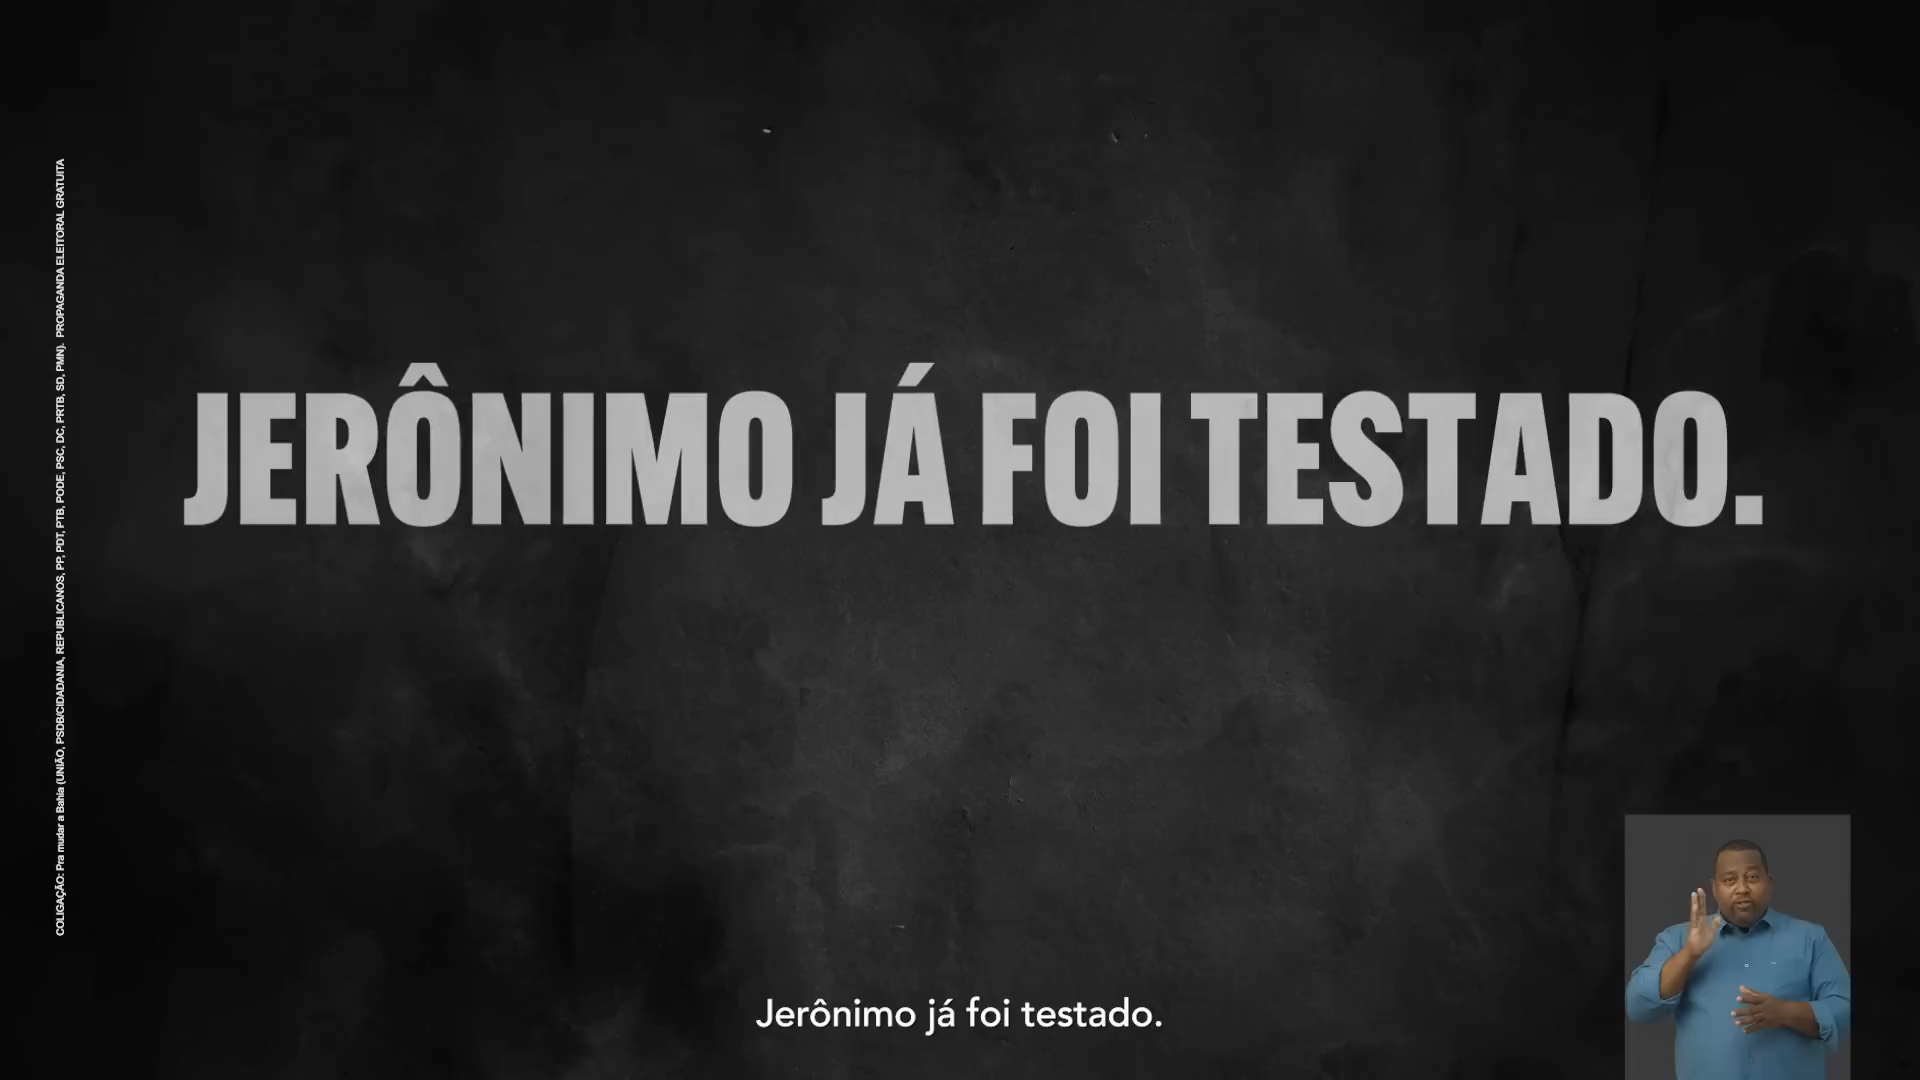 COLIGAÇÃO: Pra mudar a Bahia (UNIÃO, PSDB/CIDADANIA, REPUBLICANOS, PP, PDT, PTB, PODE, PSC, DC, PRTB, SD, PMN). PROPAGANDA ELEITORAL GRATUITA
JERÔNIMO JÁ FOI TESTADO.
Jerônimo já foi testado.